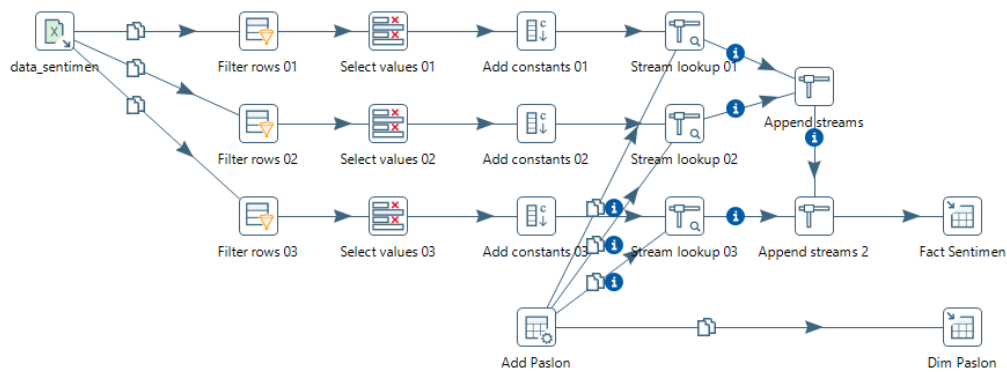 data_sentimen
Filter rows 01
Select values 01
Add constants 01
Stream lookup 01
Append streams
Filter rows 02
Select values 02
Add constants 02
Stream lookup 02
Filter rows 03
Select values 03
Add constants 03
Stream lookup 03
Append streams 2
Fact Sentimen
Add Paslon
Dim Paslon